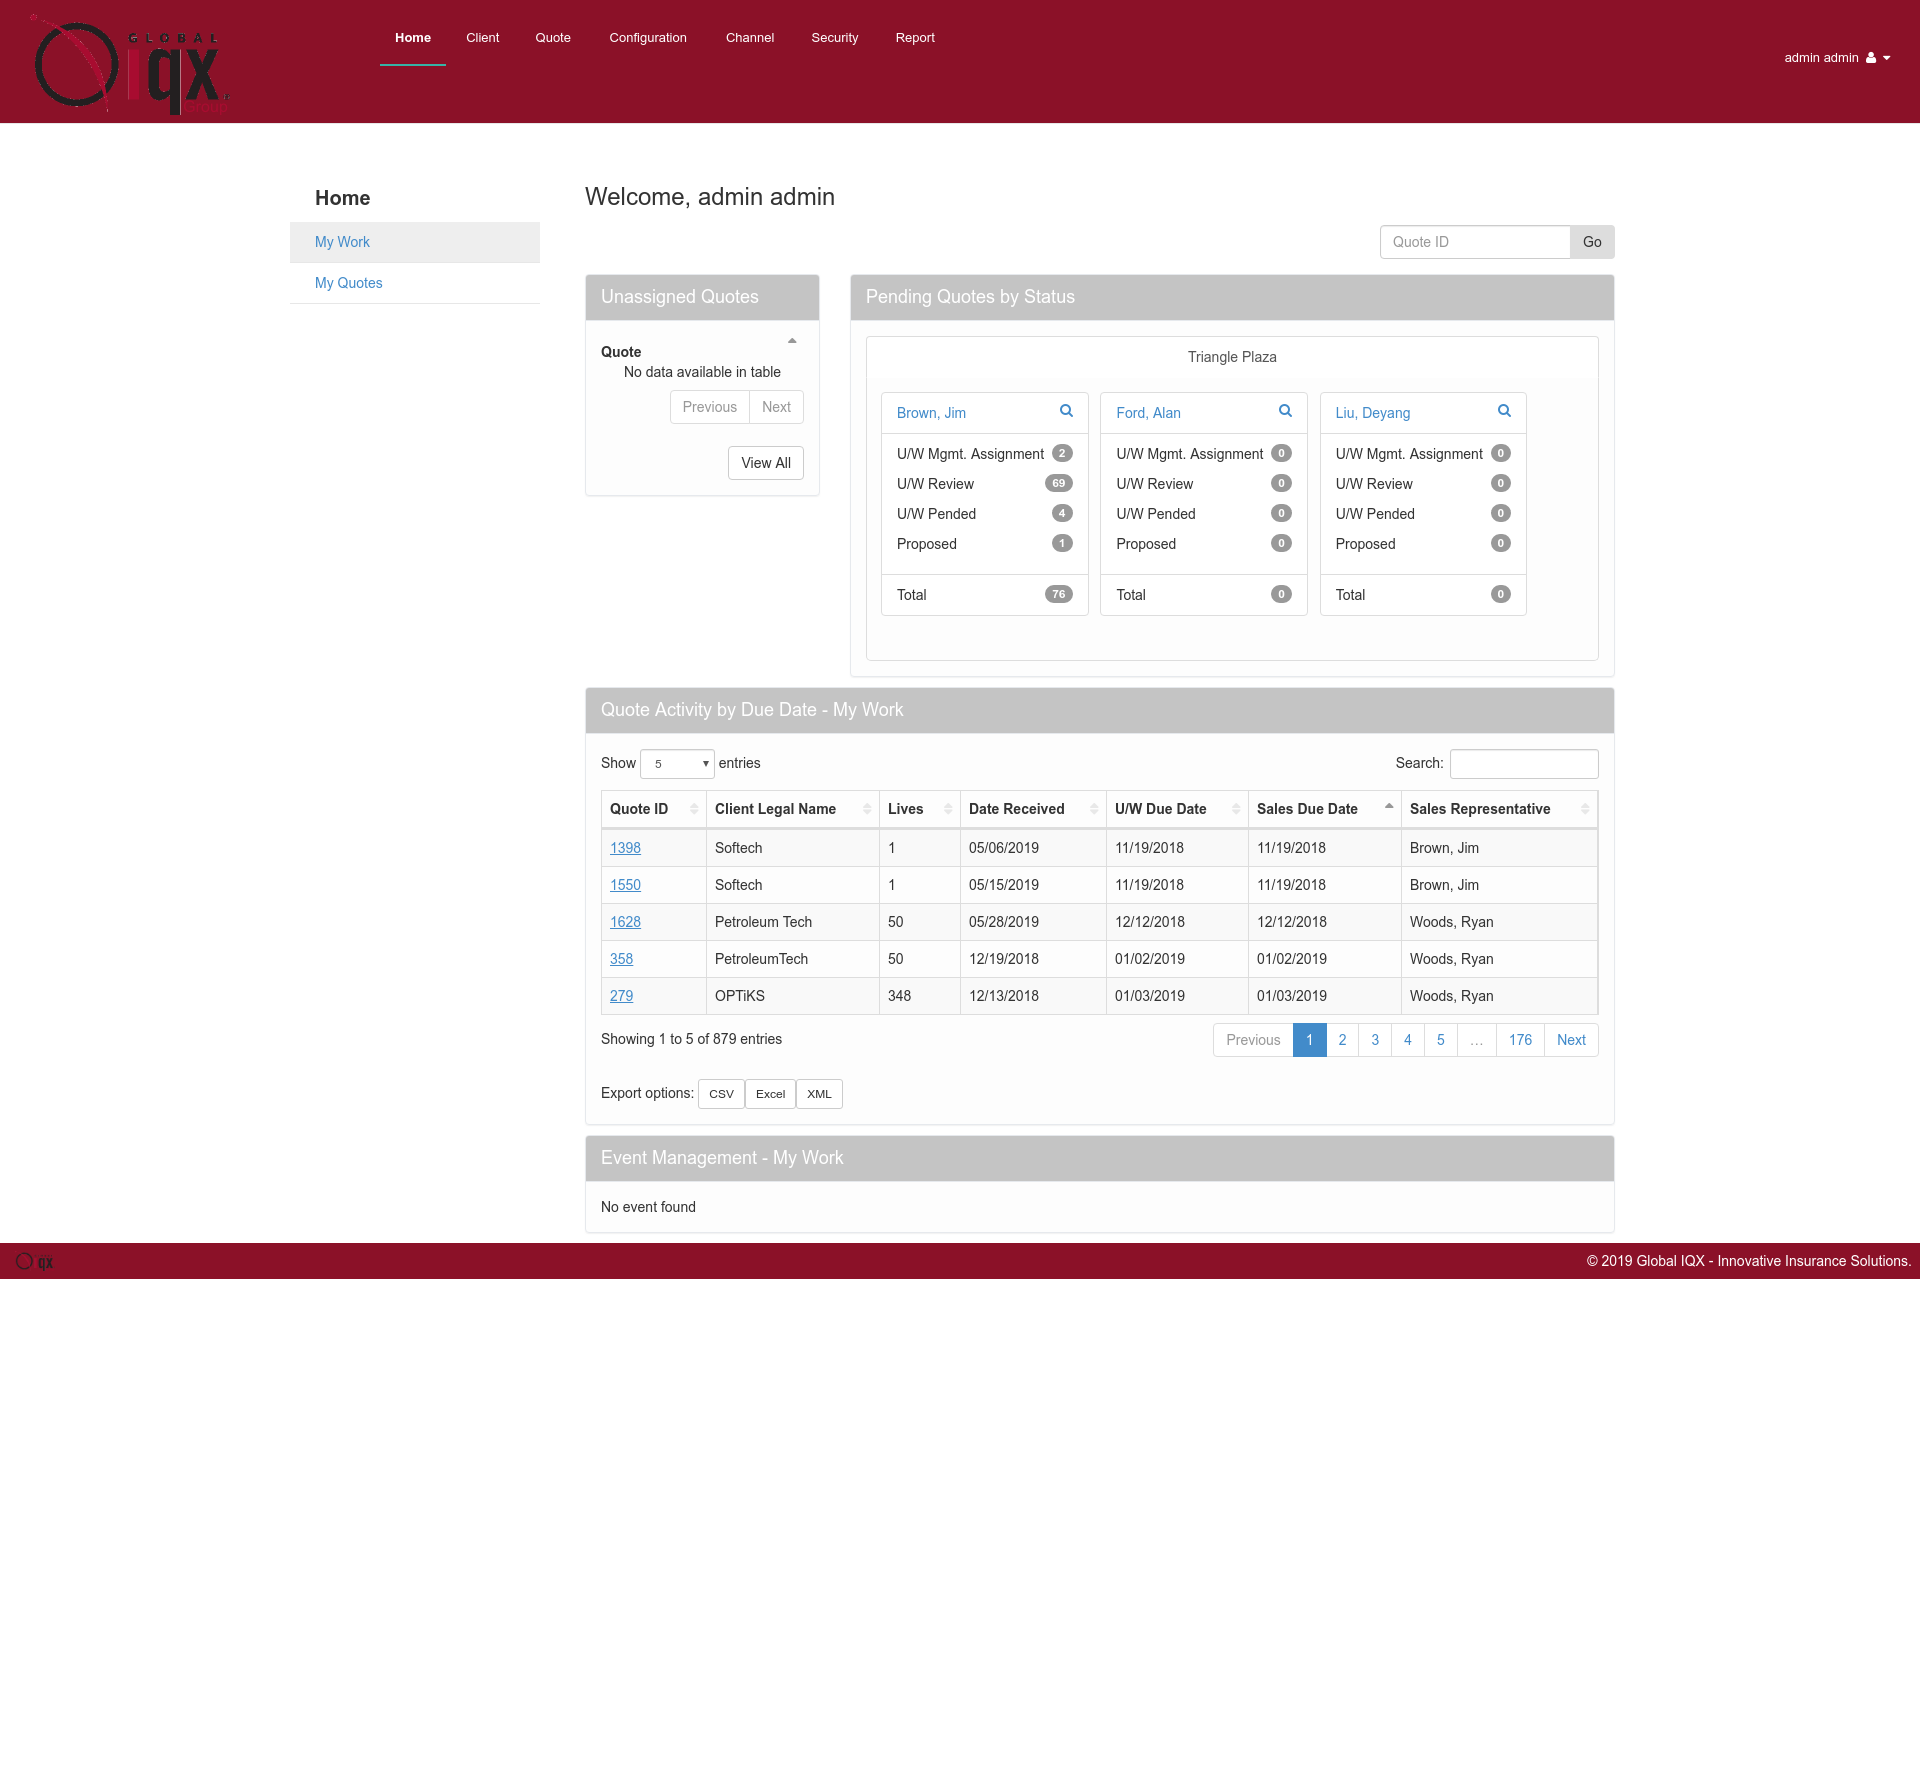 GLOBAL
iqx
Home Client Quote Configuration Channel Security Report
admin admin
Home
My Work
My Quotes
Welcome, admin admin
Quote ID Go
Unassigned Quotes
Quote
No data available in table
Previous Next
View All
Pending Quotes by Status
Triangle Plaza
Brown, Jim
U/W Mgmt. Assignment 2
U/W Review 69
U/W Pended 4
Proposed 1
Total 76
Ford, Alan
U/W Mgmt. Assignment 0
U/W Review 0
U/W Pended 0
Proposed 0
Total 0
Liu, Deyang
U/W Mgmt. Assignment 0
U/W Review 0
U/W Pended 0
Proposed 0
Total 0
Quote Activity by Due Date - My Work
Show 5 entries Search:
Quote ID Client Legal Name Lives Date Received U/W Due Date Sales Due Date Sales Representative
1398 Softech 1 05/06/2019 11/19/2018 11/19/2018 Brown, Jim
1550 Softech 1 05/15/2019 11/19/2018 11/19/2018 Brown, Jim
1628 Petroleum Tech 50 05/28/2019 12/12/2018 12/12/2018 Woods, Ryan
358 PetroleumTech 50 12/19/2018 01/02/2019 01/02/2019 Woods, Ryan
279 OPTiKS 348 12/13/2018 01/03/2019 01/03/2019 Woods, Ryan
Showing 1 to 5 of 879 entries Previous 1 2 3 4 5 … 176 Next
Export options: CSV Excel XML
Event Management - My Work
No event found
iqx © 2019 Global IQX - Innovative Insurance Solutions.